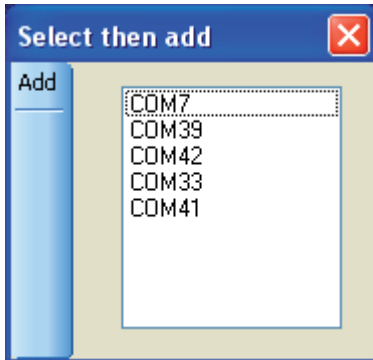 Select then add
Add
COM7
COM39
COM42
COM33
COM41